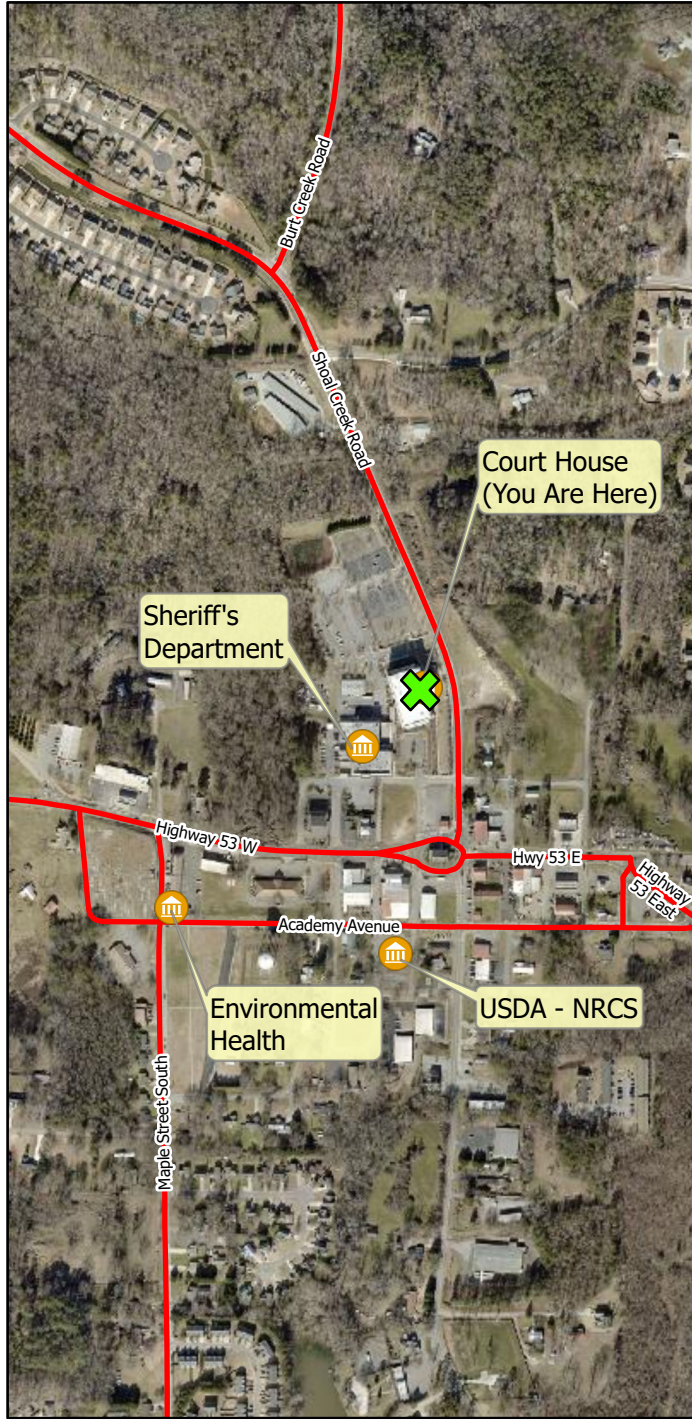 Burt Creek Road
Shoal Creek Road
Court House
(You Are Here)
Sheriff's
Department
Highway 53 W
Hwy 53 E
Highway
53 East
Academy Avenue
Environmental
Health
USDA - NRCS
Maple Street South